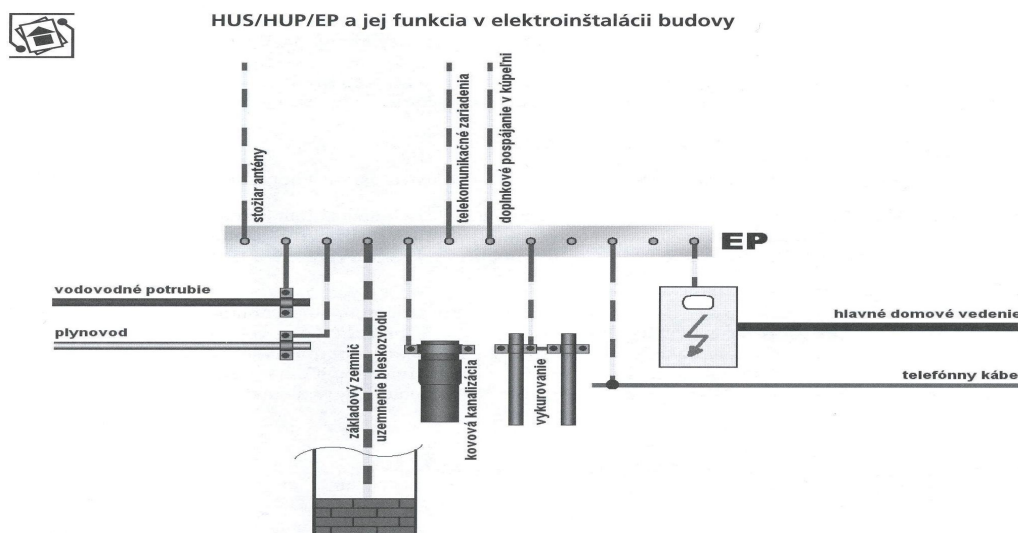 HUS/HUP/EP a jej funkcia v elektroinštalácii budovy
stožiar antény
telekomunikačné zariadenia
doplnkové pospájanie v kúpeľni
EP
vodovodné potrubie
plynovod
základový zemnič
uzemnenie bleskozvodu
kovová kanalizácia
vykurovanie
hlavné domové vedenie
telefónny kábe